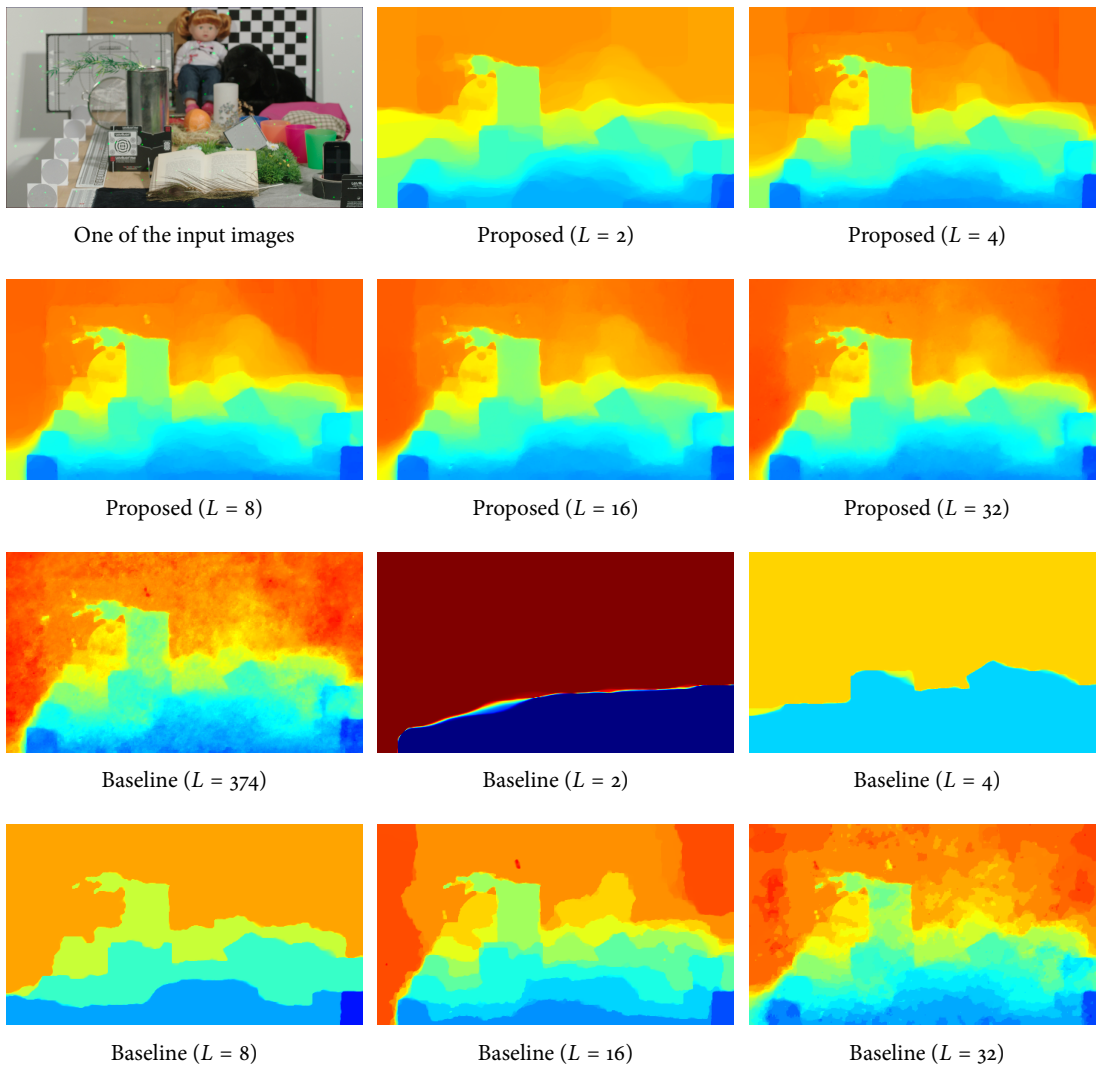 One of the input images
Proposed (L = 2)
Proposed (L = 4)
Proposed (L = 8)
Proposed (L = 16)
Proposed (L = 32)
Baseline (L = 374)
Baseline (L = 2)
Baseline (L = 4)
Baseline (L = 8)
Baseline (L = 16)
Baseline (L = 32)